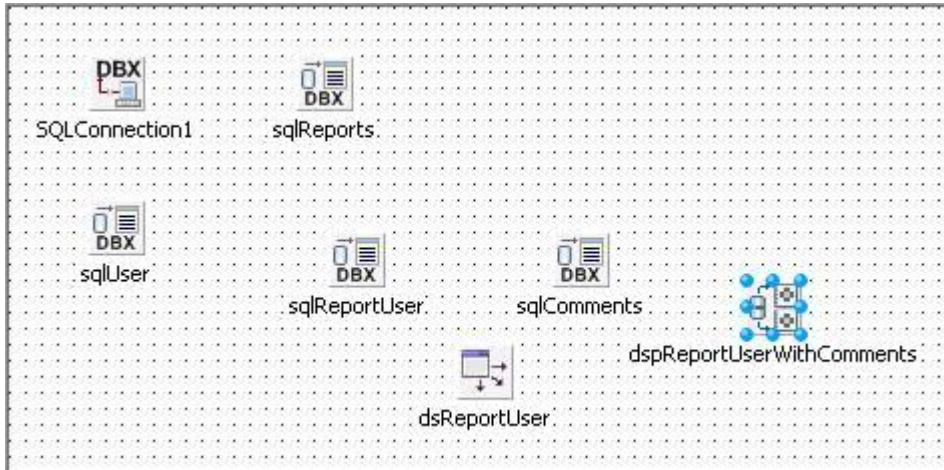 DBX
SQLConnection1
DBX
sqlReports
DBX
sqlUser
DBX
sqlReportUser
DBX
sqlComments
dspReportUserWithComments
dsReportUser